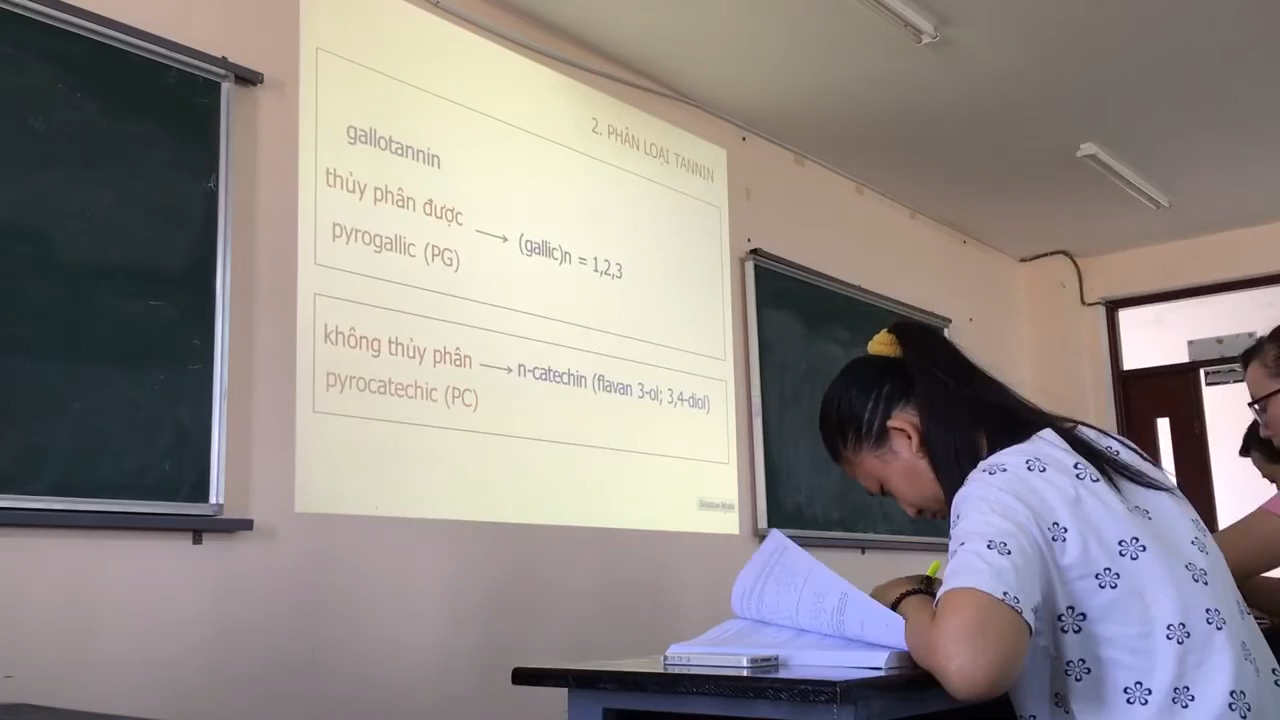 2. PHÂN LOẠI TANNIN
gallotannin
thủy phân được
pyrogallic (PG)
(gallic)n = 1,2,3
không thủy phân
pyrocatechic (PC)
n-catechin (flavan 3-ol; 3,4-diol)